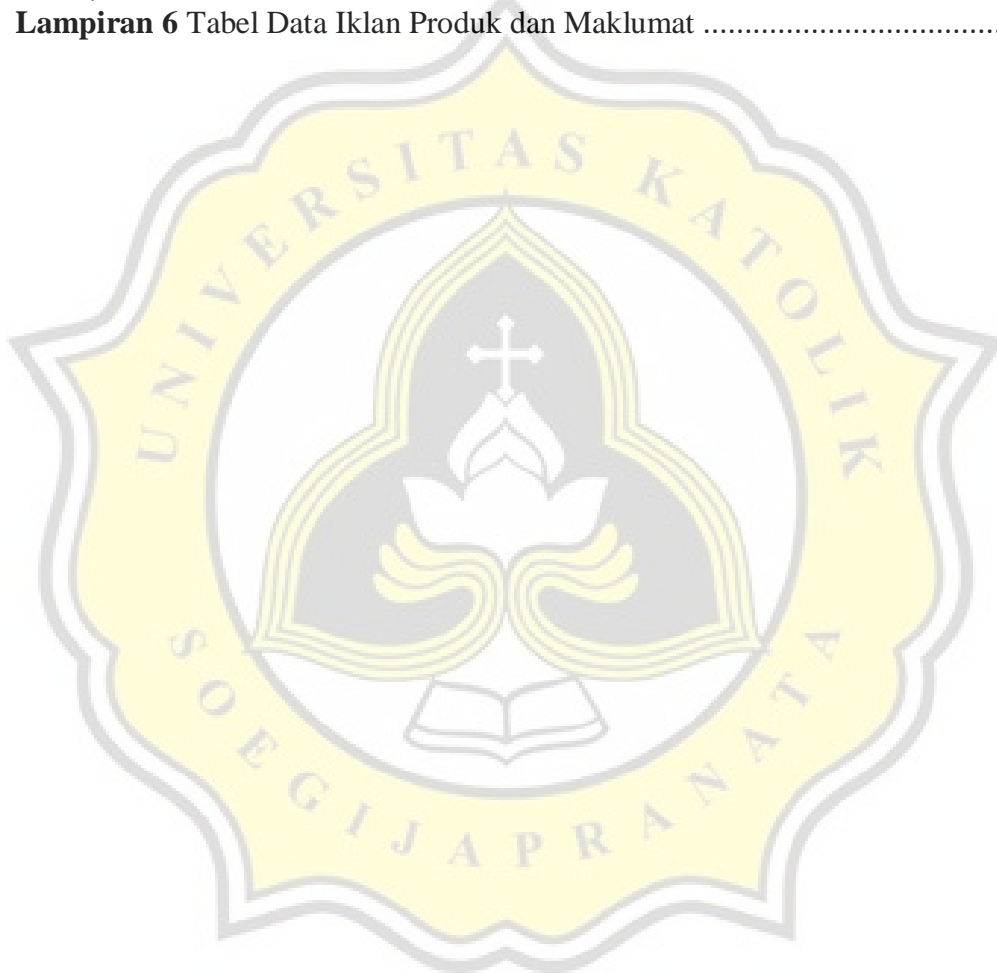 Lampiran 6 Tabel Data Iklan Produk dan Maklumat ....................................
UNIVERSITAS KATOLIK
SOEGIJAPRANATA